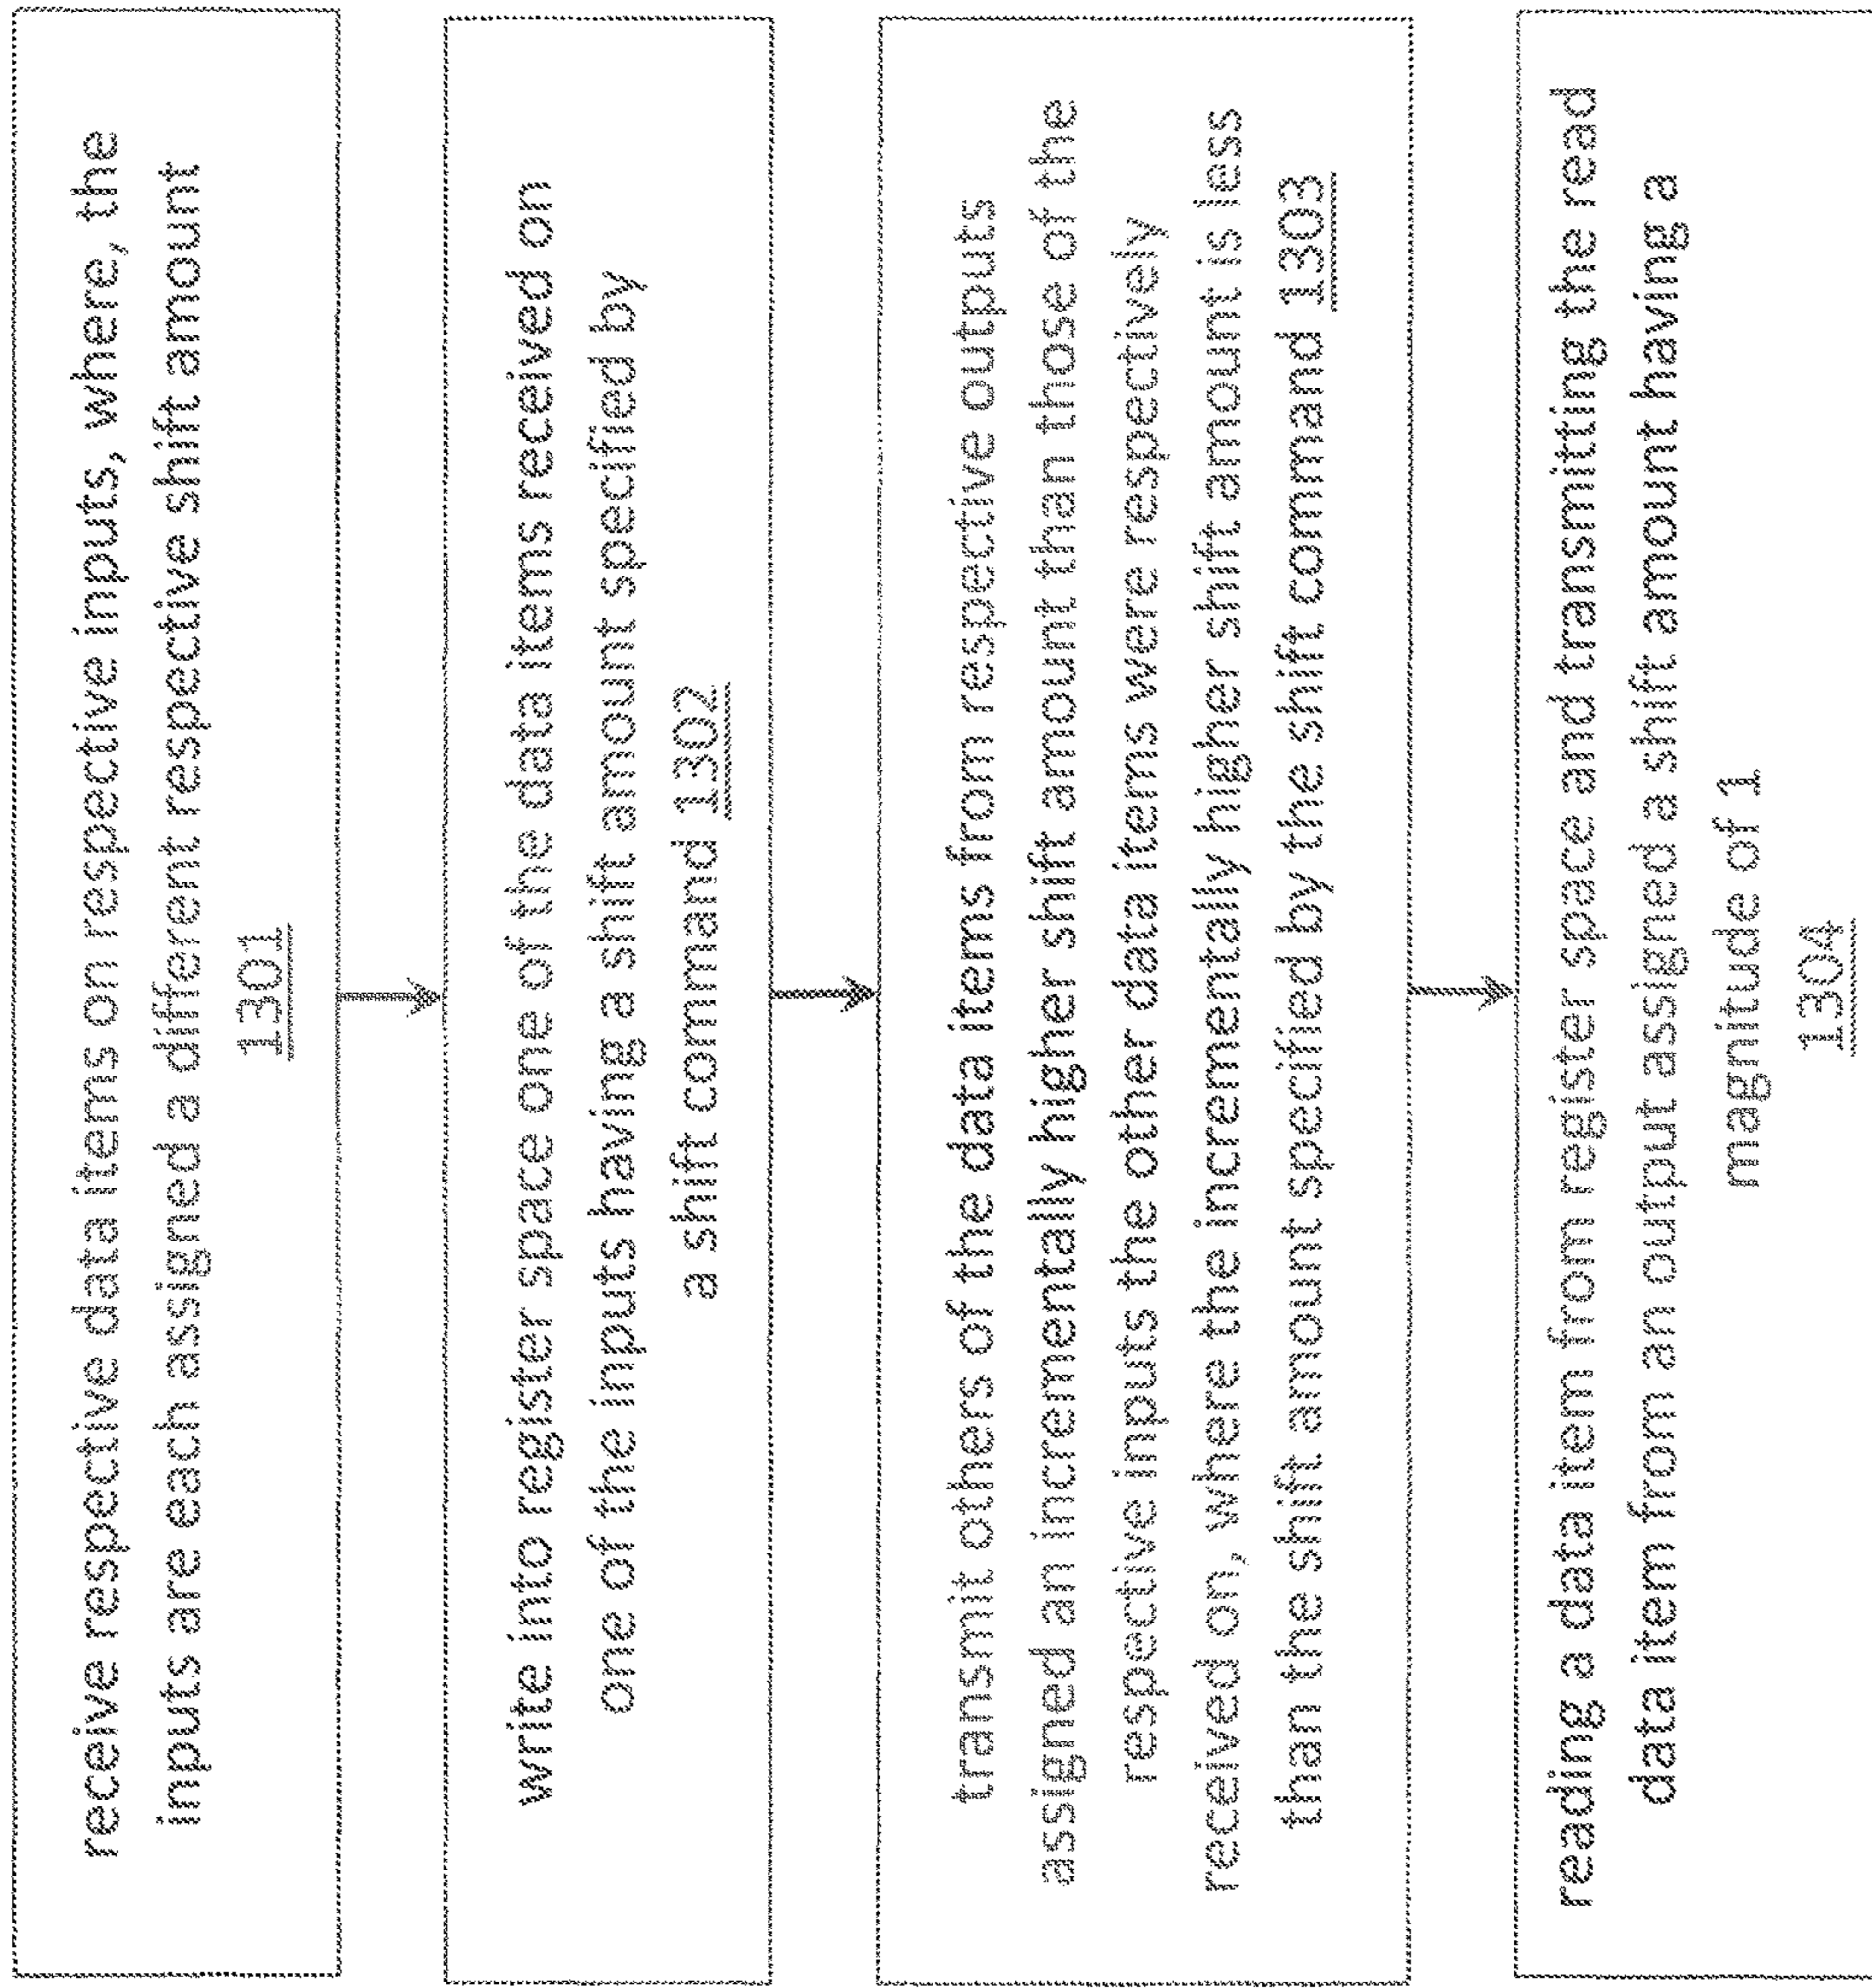 receive respective data items on respective inputs, where, the
inputs are each assigned a different respective shift amount
1301
write into register space one of the data items received on
one of the inputs having a shift amount specified by
a shift command 1302
transmit others of the data items from respective outputs
assigned an incrementally higher shift amount than those of the
respective inputs the other data items were respectively
received on, where the incrementally higher shift amount is less
than the shift amount specified by the shift command 1303
reading a data item from register space and transmitting the read
data item from an output assigned a shift amount having a
magnitude of 1
1304